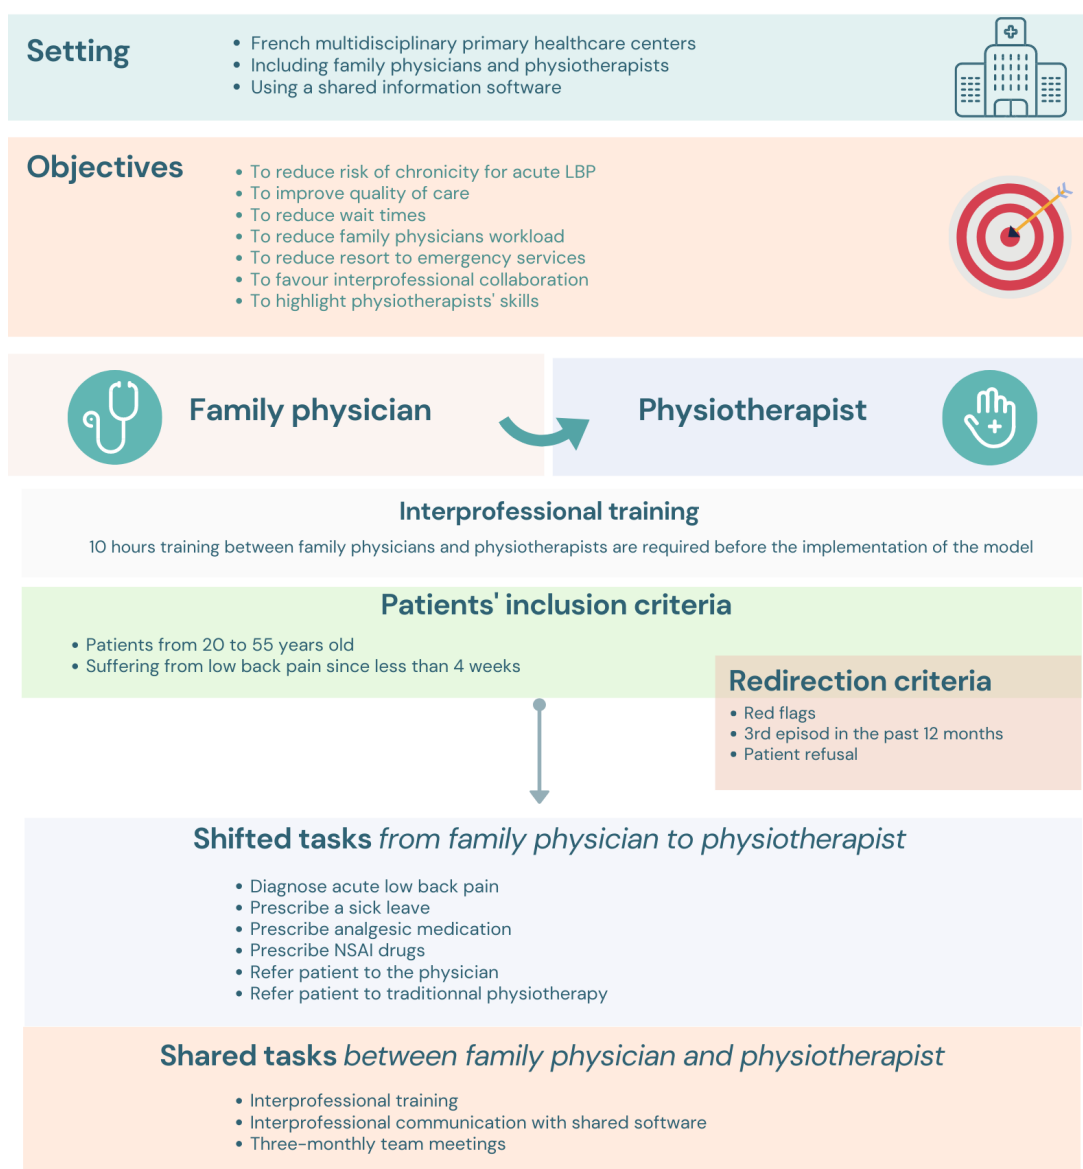 Setting
• French multidisciplinary primary healthcare centers
• Including family physicians and physiotherapists
• Using a shared information software
Objectives
• To reduce risk of chronicity for acute LBP
• To improve quality of care
• To reduce wait times
• To reduce family physicians workload
• To reduce resort to emergency services
• To favour interprofessional collaboration
• To highlight physiotherapists' skills
Family physician
Physiotherapist
Interprofessional training
10 hours training between family physicians and physiotherapists are required before the implementation of the model
Patients' inclusion criteria
• Patients from 20 to 55 years old
• Suffering from low back pain since less than 4 weeks
Redirection criteria
• Red flags
• 3rd episod in the past 12 months
• Patient refusal
Shifted tasks from family physician to physiotherapist
• Diagnose acute low back pain
• Prescribe a sick leave
• Prescribe analgesic medication
• Prescribe NSAI drugs
• Refer patient to the physician
• Refer patient to traditionnal physiotherapy
Shared tasks between family physician and physiotherapist
• Interprofessional training
• Interprofessional communication with shared software
• Three-monthly team meetings